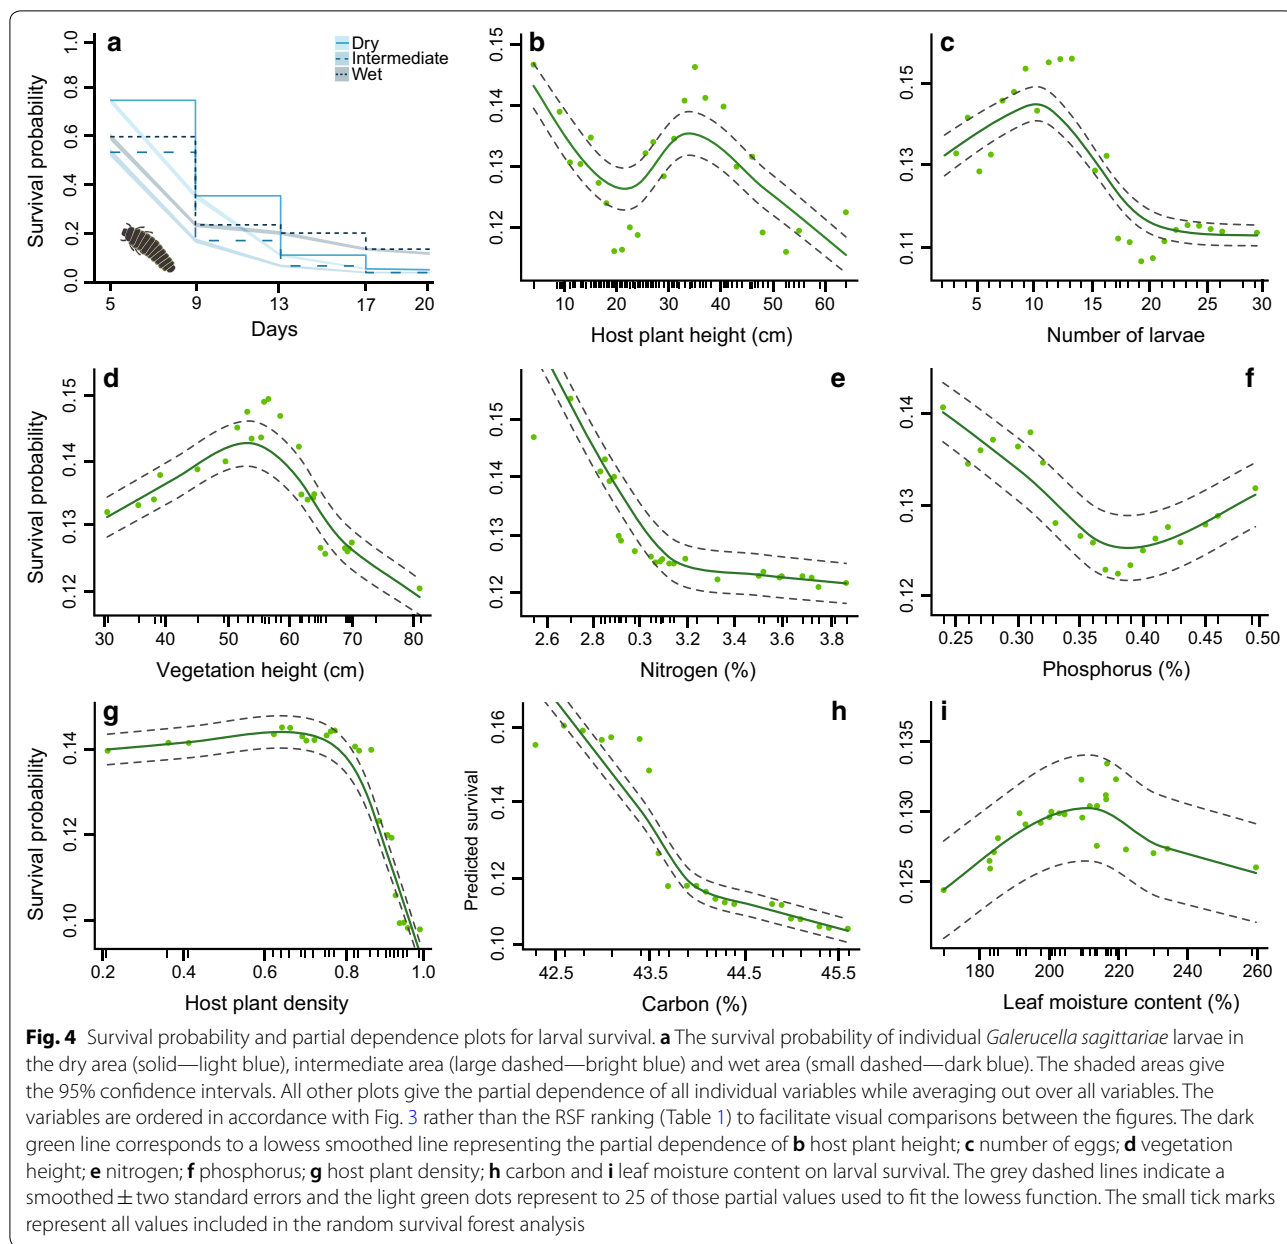 a
1.0
0.8
0.6
0.4
0.2
0.0
Survival probability
Dry
Intermediate
Wet
5 9 13 17 20
Days
b
0.15
0.14
0.13
0.12
10 20 30 40 50 60
Host plant height (cm)
c
0.15
0.13
0.11
5 10 15 20 25 30
Number of larvae
d
0.15
0.14
0.13
0.12
Survival probability
30 40 50 60 70 80
Vegetation height (cm)
e
0.15
0.14
0.13
0.12
2.6 2.8 3.0 3.2 3.4 3.6 3.8
Nitrogen (%)
f
0.14
0.13
0.12
0.25 0.30 0.35 0.40 0.45 0.50
Phosphorus (%)
g
0.14
0.12
0.10
Survival probability
0.2 0.4 0.6 0.8 1.0
Host plant density
h
0.16
0.14
0.12
0.10
Predicted survival
42.5 43.5 44.5 45.5
Carbon (%)
i
0.135
0.130
0.125
180 200 220 240 260
Leaf moisture content (%)
Fig. 4 Survival probability and partial dependence plots for larval survival. a The survival probability of individual Galerucella sagittariae larvae in
the dry area (solid—light blue), intermediate area (large dashed—bright blue) and wet area (small dashed—dark blue). The shaded areas give
the 95% confidence intervals. All other plots give the partial dependence of all individual variables while averaging out over all variables. The
variables are ordered in accordance with Fig. 3 rather than the RSF ranking (Table 1) to facilitate visual comparisons between the figures. The dark
green line corresponds to a lowess smoothed line representing the partial dependence of b host plant height; c number of eggs; d vegetation
height; e nitrogen; f phosphorus; g host plant density; h carbon and i leaf moisture content on larval survival. The grey dashed lines indicate a
smoothed ± two standard errors and the light green dots represent to 25 of those partial values used to fit the lowess function. The small tick marks
represent all values included in the random survival forest analysis